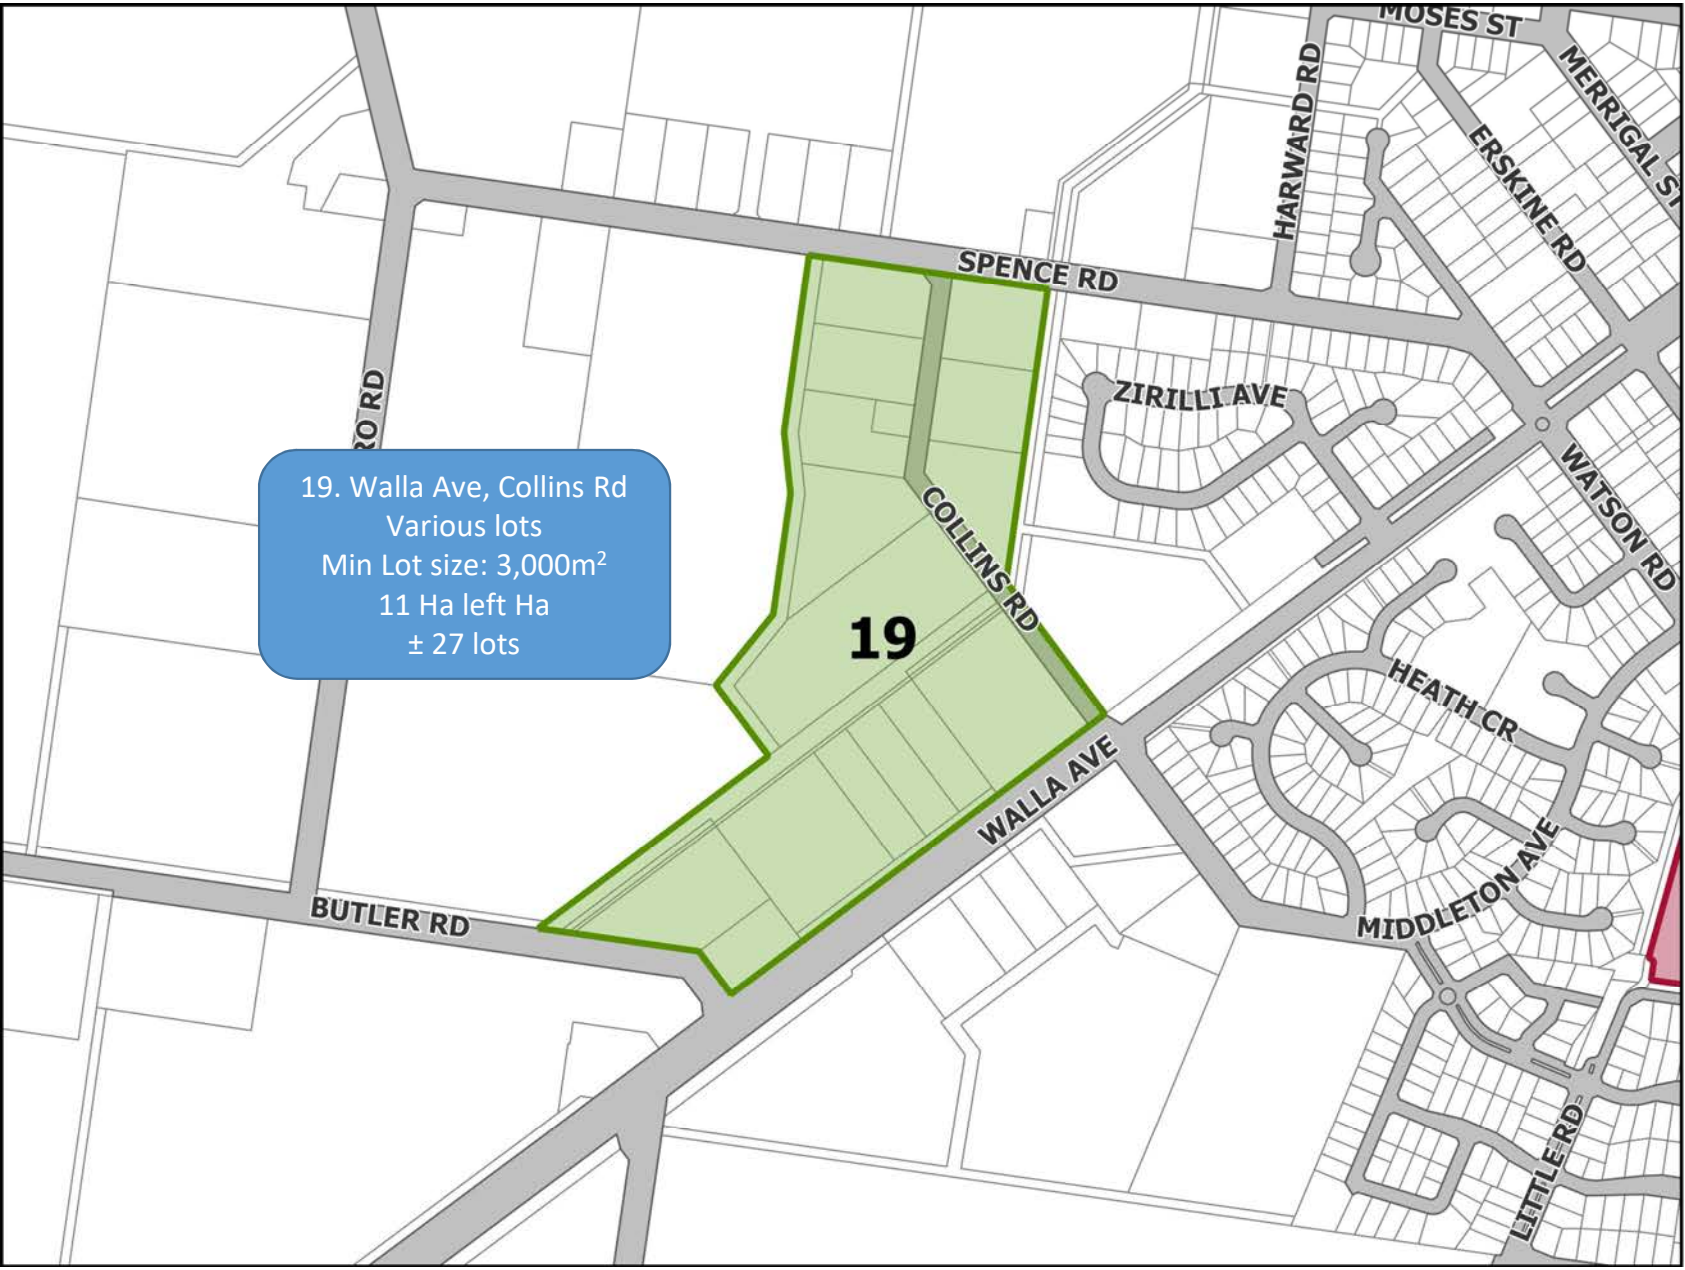 MOSES ST
MERRIGAL ST
HARWARD RD
ERSKINE RD
SPENCE RD
ZIRILLI AVE
RO RD
WATSON RD
19. Walla Ave, Collins Rd
Various lots
Min Lot size: 3,000m²
11 Ha left Ha
± 27 lots
COLLINS RD
19
HEATH CR
WALLA AVE
MIDDLETON AVE
BUTLER RD
LITTLE RD